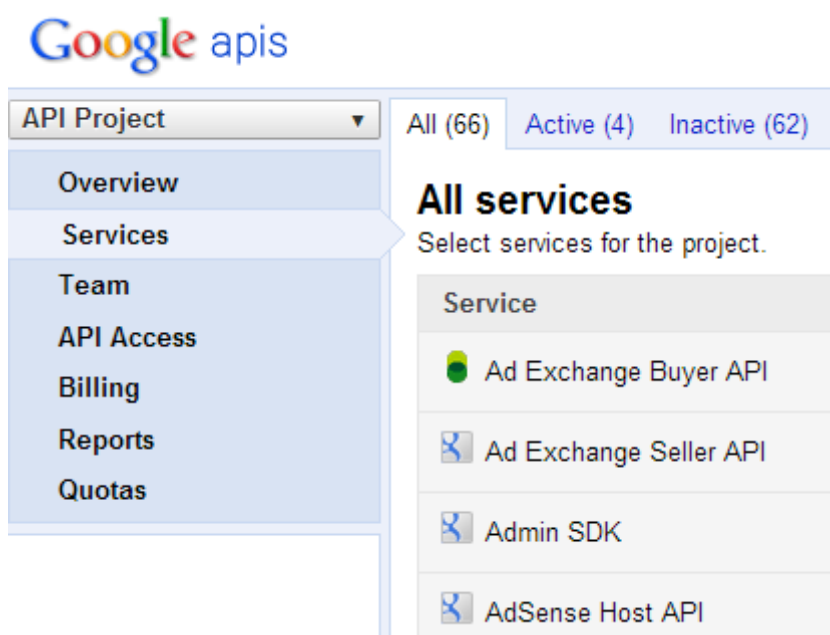 Google apis
API Project
All (66) Active (4) Inactive (62)
Overview
Services
Team
API Access
Billing
Reports
Quotas
All services
Select services for the project.
Service
Ad Exchange Buyer API
Ad Exchange Seller API
Admin SDK
AdSense Host API